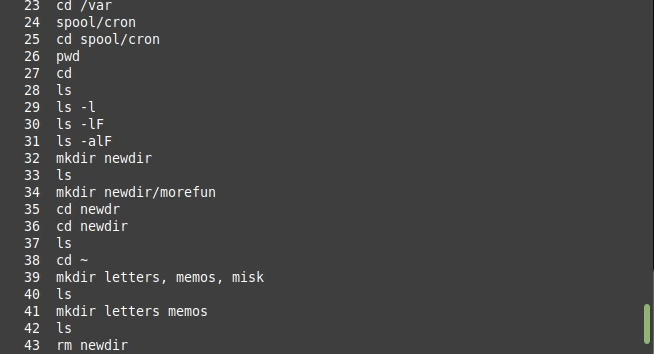 23 cd /var
24 spool/cron
25 cd spool/cron
26 pwd
27 cd
28 ls
29 ls -l
30 ls -lF
31 ls -alF
32 mkdir newdir
33 ls
34 mkdir newdir/morefun
35 cd newdr
36 cd newdir
37 ls
38 cd ~
39 mkdir letters, memos, misk
40 ls
41 mkdir letters memos
42 ls
43 rm newdir